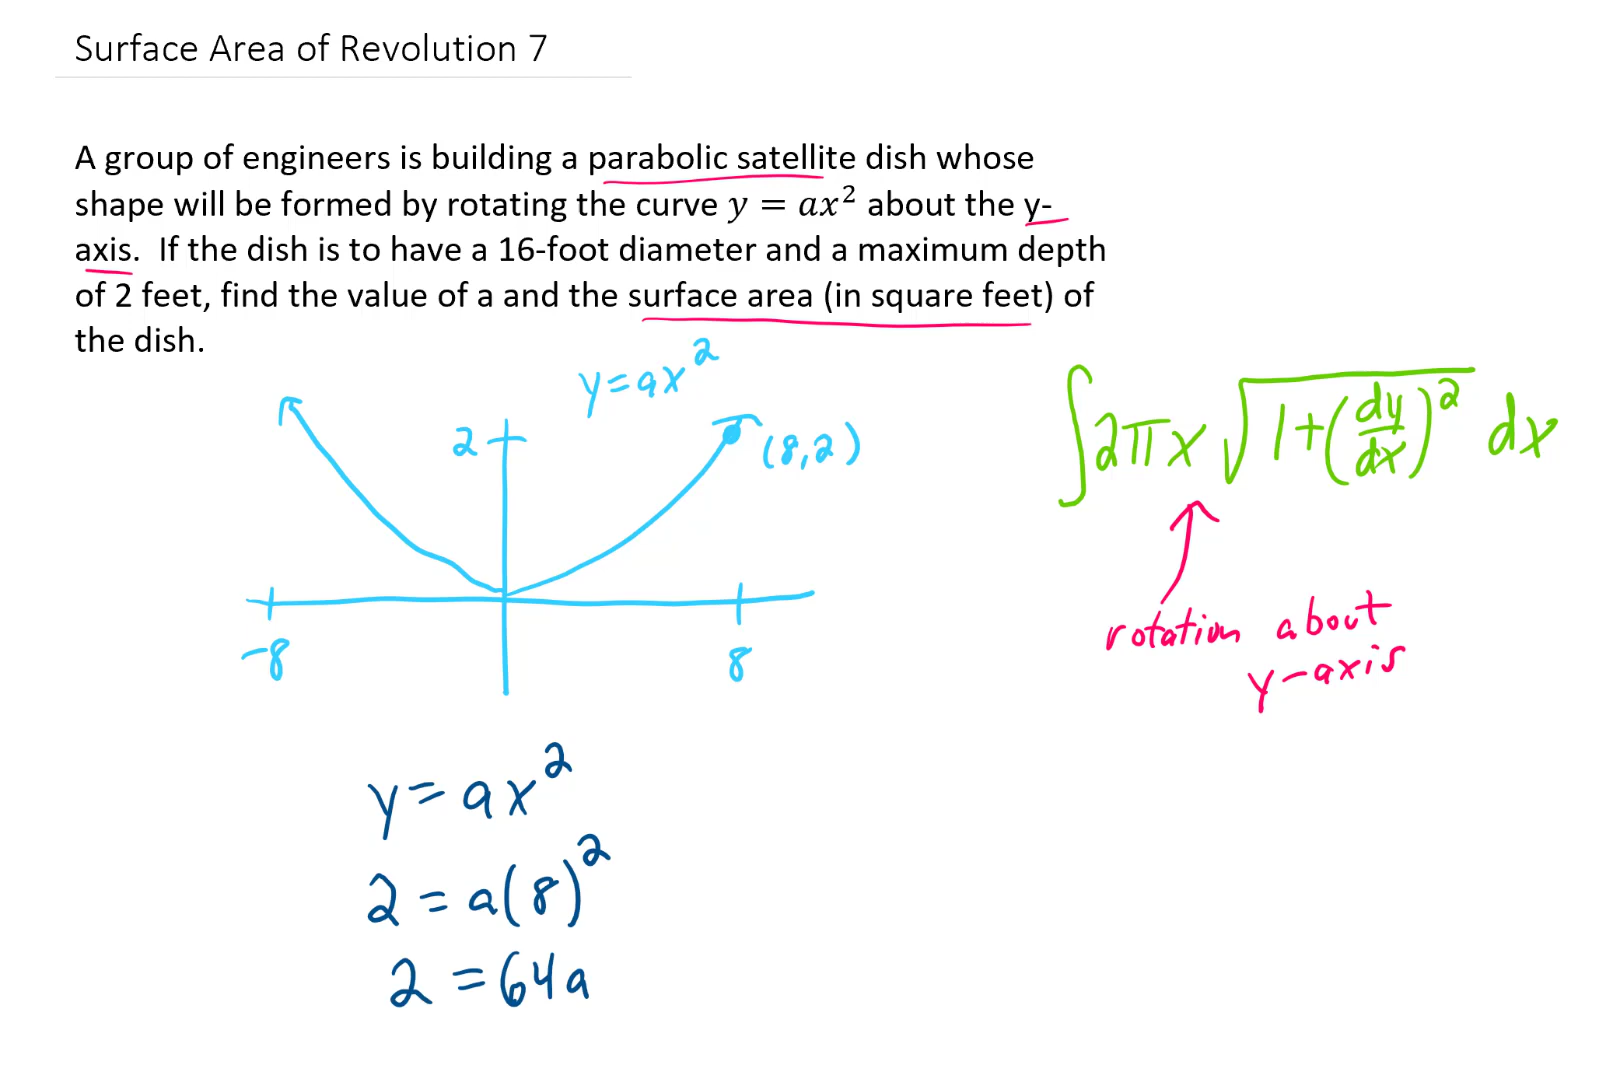 Surface Area of Revolution 7
A group of engineers is building a parabolic satellite dish whose
shape will be formed by rotating the curve y = ax² about the y-
axis.  If the dish is to have a 16-foot diameter and a maximum depth
of 2 feet, find the value of a and the surface area (in square feet) of
the dish.
y=ax²
2
(8,2)
-8
8
∫2πx√(1+(dy/dx)²) dx
rotation about
y-axis
y=ax²
2=a(8)²
2=64a